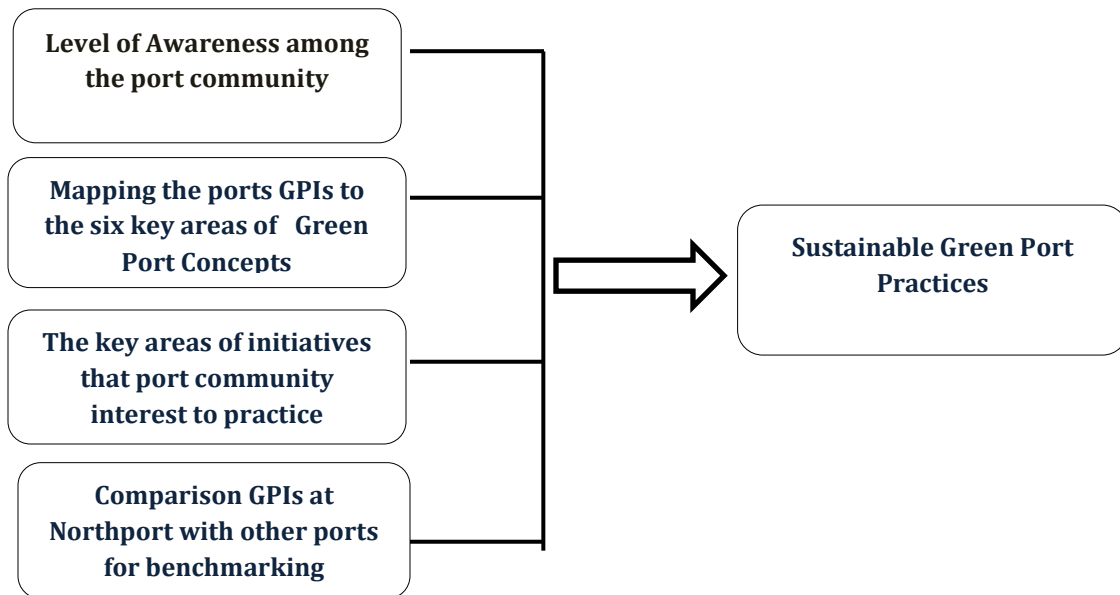 Level of Awareness among
the port community
Mapping the ports GPIs to
the six key areas of Green
Port Concepts
The key areas of initiatives
that port community
interest to practice
Comparison GPIs at
Northport with other ports
for benchmarking
Sustainable Green Port
Practices